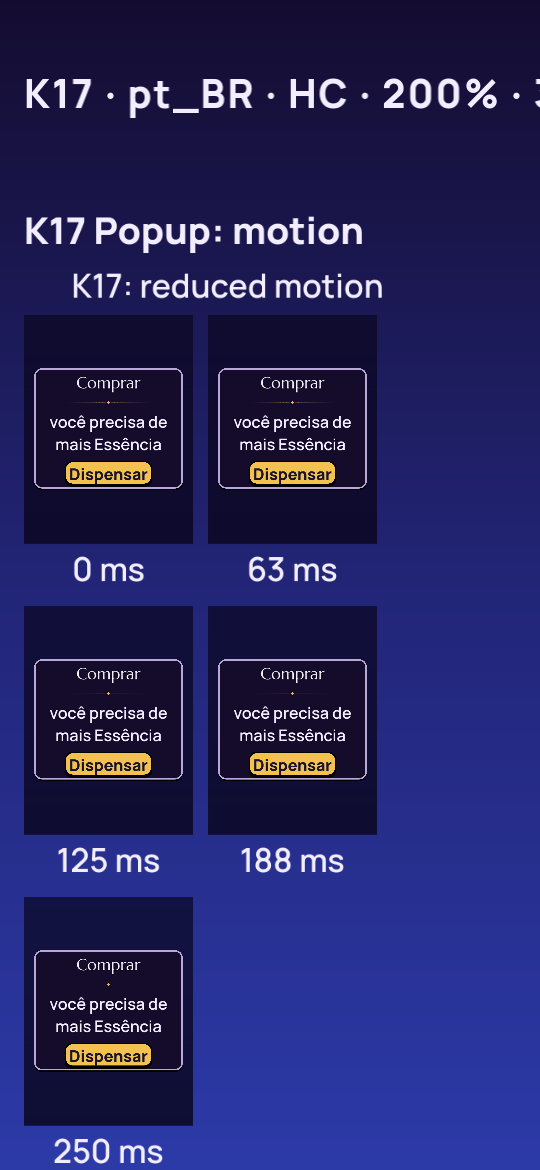 K17 · pt_BR · HC · 200% ·
K17 Popup: motion
K17: reduced motion
Comprar
você precisa de
mais Essência
Dispensar
0 ms
Comprar
você precisa de
mais Essência
Dispensar
63 ms
Comprar
você precisa de
mais Essência
Dispensar
125 ms
Comprar
você precisa de
mais Essência
Dispensar
188 ms
Comprar
você precisa de
mais Essência
Dispensar
250 ms